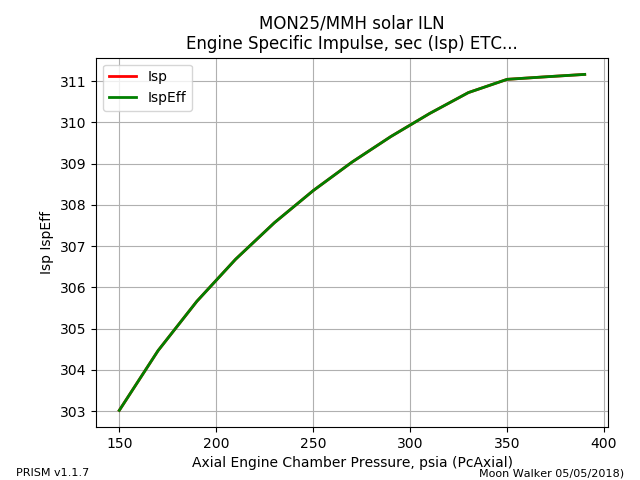 MON25/MMH solar ILN
Engine Specific Impulse, sec (Isp) ETC...
Isp
IspEff
311
310
309
308
307
306
305
304
303
Isp IspEff
150
200
250
300
350
400
Axial Engine Chamber Pressure, psia (PcAxial)
PRISM v1.1.7
Moon Walker 05/05/2018)